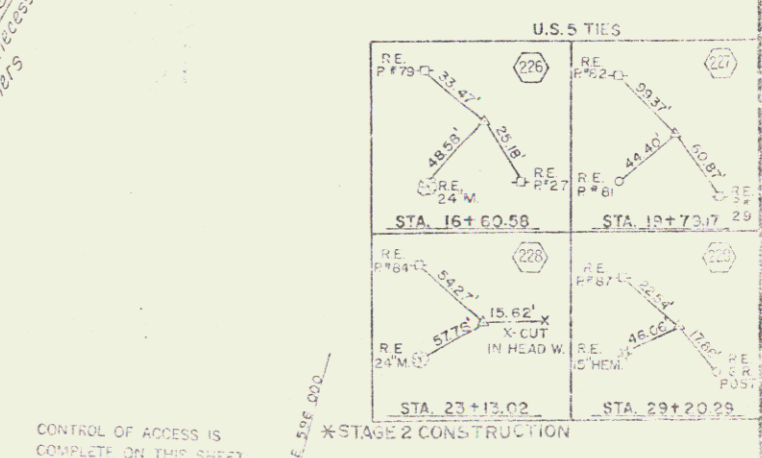 U.S. 5 TIES
R.E.
P.#79
33.47'
226
48.58'
25.18'
R.E.
24"M.
R.E.
P.#27
STA. 16+60.58
R.E.
P.#82
99.37'
227
44.40'
60.87'
R.E.
P.#81
R.E.
29
STA. 19+73.17
R.E.
P.#84
54.27'
228
57.76'
15.62'
X-CUT
IN HEAD W.
R.E.
24"M.
STA. 23+13.02
R.E.
P.#87
22.54'
46.06'
R.E.
15"HEM.
R.E.
G.R.
POST
STA. 29+20.29
E 596 000
*STAGE 2 CONSTRUCTION
CONTROL OF ACCESS IS
COMPLETE ON THIS SHEET